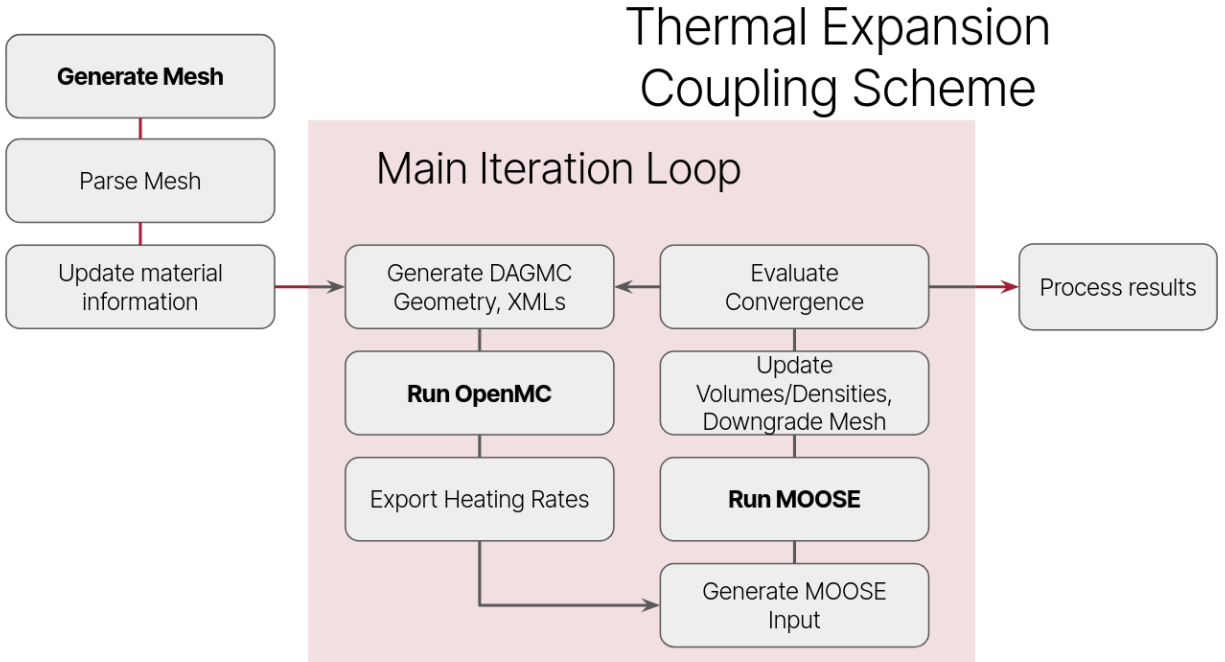 Thermal Expansion
Coupling Scheme
Generate Mesh
Parse Mesh
Update material
information
Main Iteration Loop
Generate DAGMC
Geometry, XMLs
Run OpenMC
Export Heating Rates
Evaluate
Convergence
Update
Volumes/Densities,
Downgrade Mesh
Run MOOSE
Generate MOOSE
Input
Process results